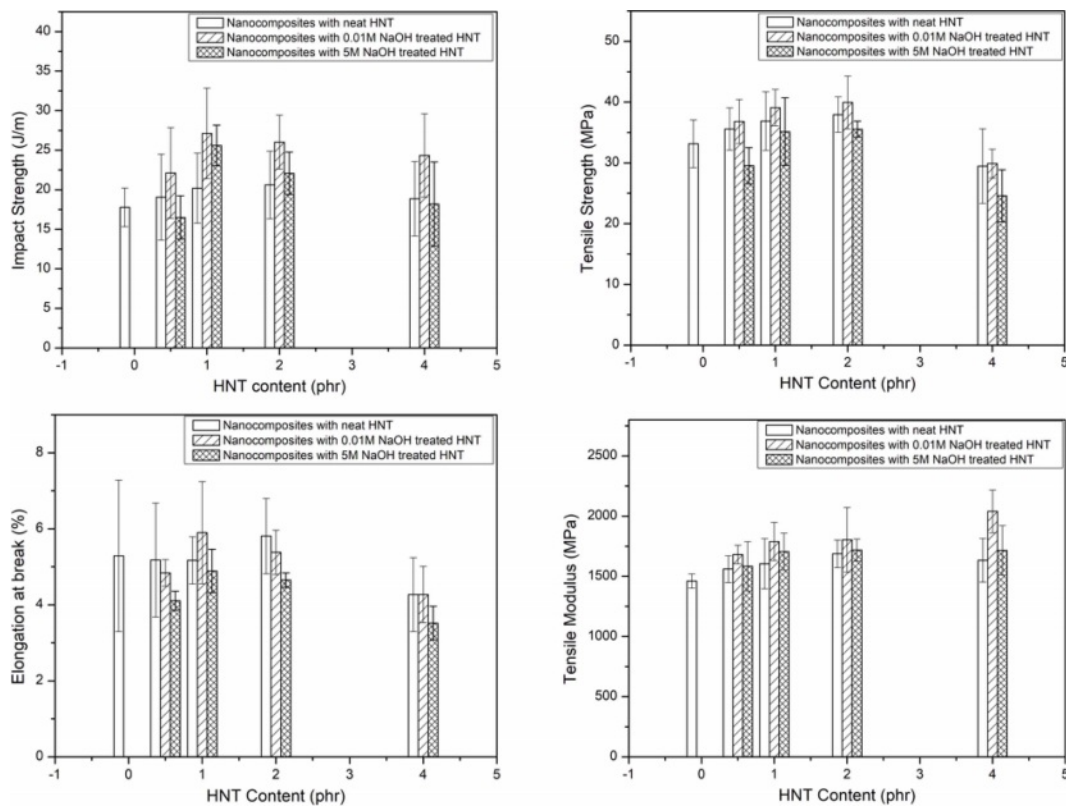 Nanocomposites with neat HNT
Nanocomposites with 0.01M NaOH treated HNT
Nanocomposites with 5M NaOH treated HNT
Impact Strength (J/m)
40
35
30
25
20
15
10
5
0
-1 0 1 2 3 4 5
HNT content (phr)
Nanocomposites with neat HNT
Nanocomposites with 0.01M NaOH treated HNT
Nanocomposites with 5M NaOH treated HNT
Tensile Strength (MPa)
50
40
30
20
10
0
-1 0 1 2 3 4 5
HNT Content (phr)
Nanocomposites with neat HNT
Nanocomposites with 0.01M NaOH treated HNT
Nanocomposites with 5M NaOH treated HNT
Elongation at break (%)
8
6
4
2
0
-1 0 1 2 3 4 5
HNT Content (phr)
Nanocomposites with neat HNT
Nanocomposites with 0.01M NaOH treated HNT
Nanocomposites with 5M NaOH treated HNT
Tensile Modulus (MPa)
2500
2000
1500
1000
500
0
-1 0 1 2 3 4 5
HNT Content (phr)